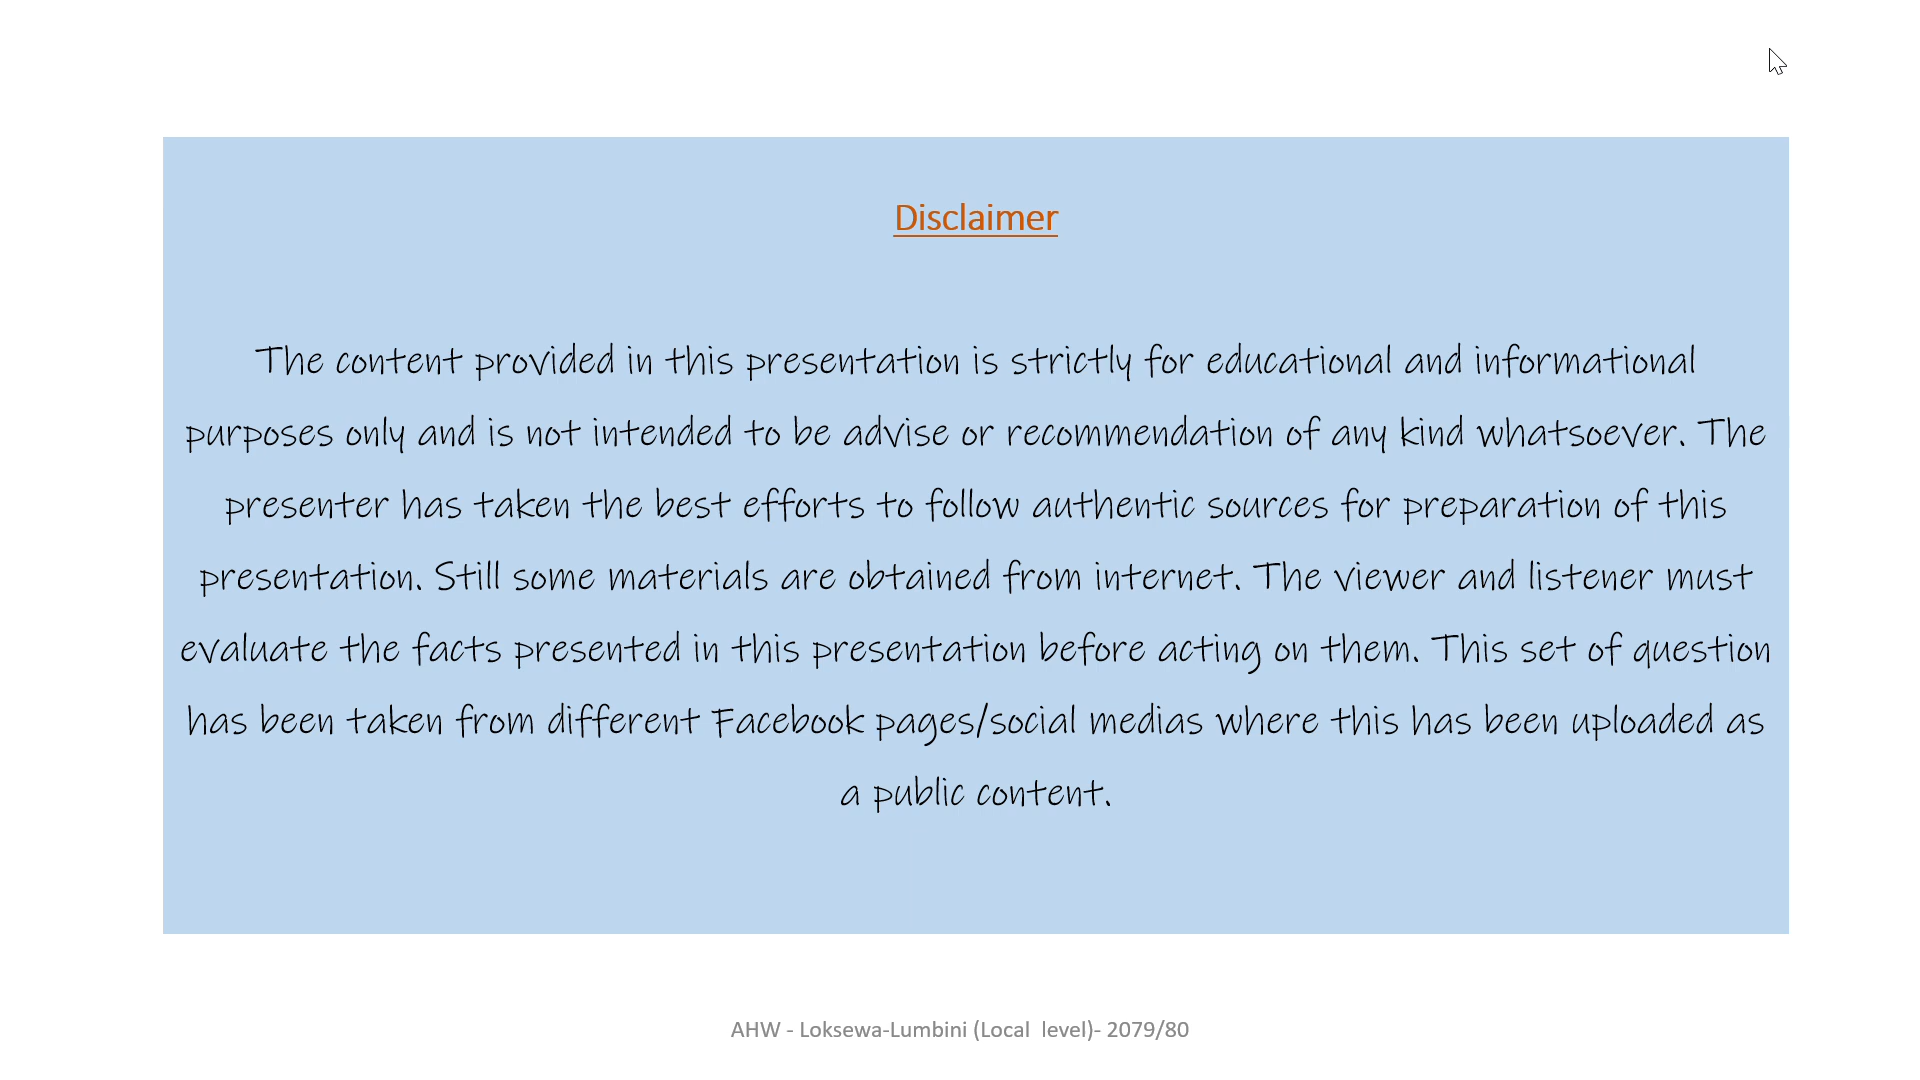 Disclaimer
The content provided in this presentation is strictly for educational and informational
purposes only and is not intended to be advise or recommendation of any kind whatsoever. The
presenter has taken the best efforts to follow authentic sources for preparation of this
presentation. Still some materials are obtained from internet. The viewer and listener must
evaluate the facts presented in this presentation before acting on them. This set of question
has been taken from different Facebook pages/social medias where this has been uploaded as
a public content.
AHW - Loksewa-Lumbini (Local level)- 2079/80